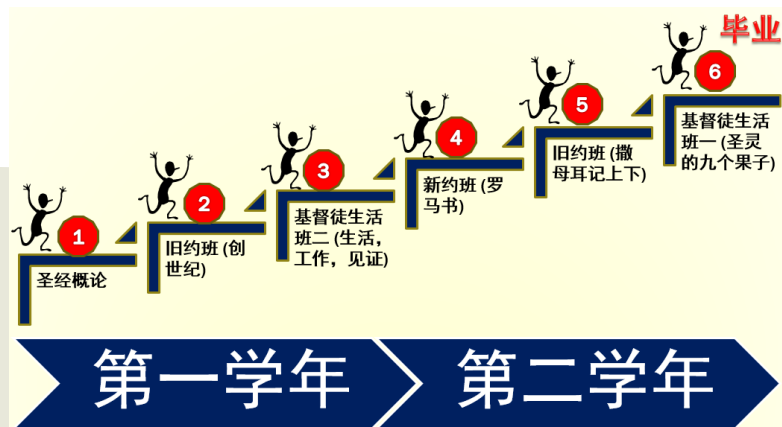 毕业
1
圣经概论
2
旧约班 (创
世纪)
3
基督徒生活
班二 (生活，
工作，见证)
4
新约班 (罗
马书)
5
旧约班 (撒
母耳记上下)
6
基督徒生活
班一 (圣灵
的九个果子)
第一学年
第二学年